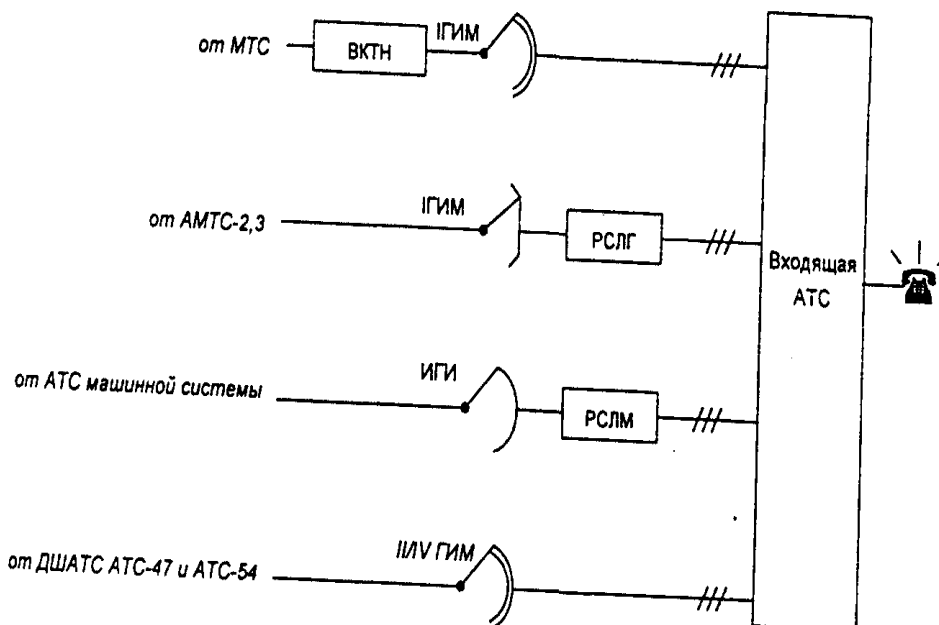 от МТС
ВКТН
IГИМ
от АМТС-2,3
IГИМ
РСЛГ
Входящая
АТС
от АТС машинной системы
ИГИ
РСЛМ
от ДШАТС АТС-47 и АТС-54
II/IV ГИМ